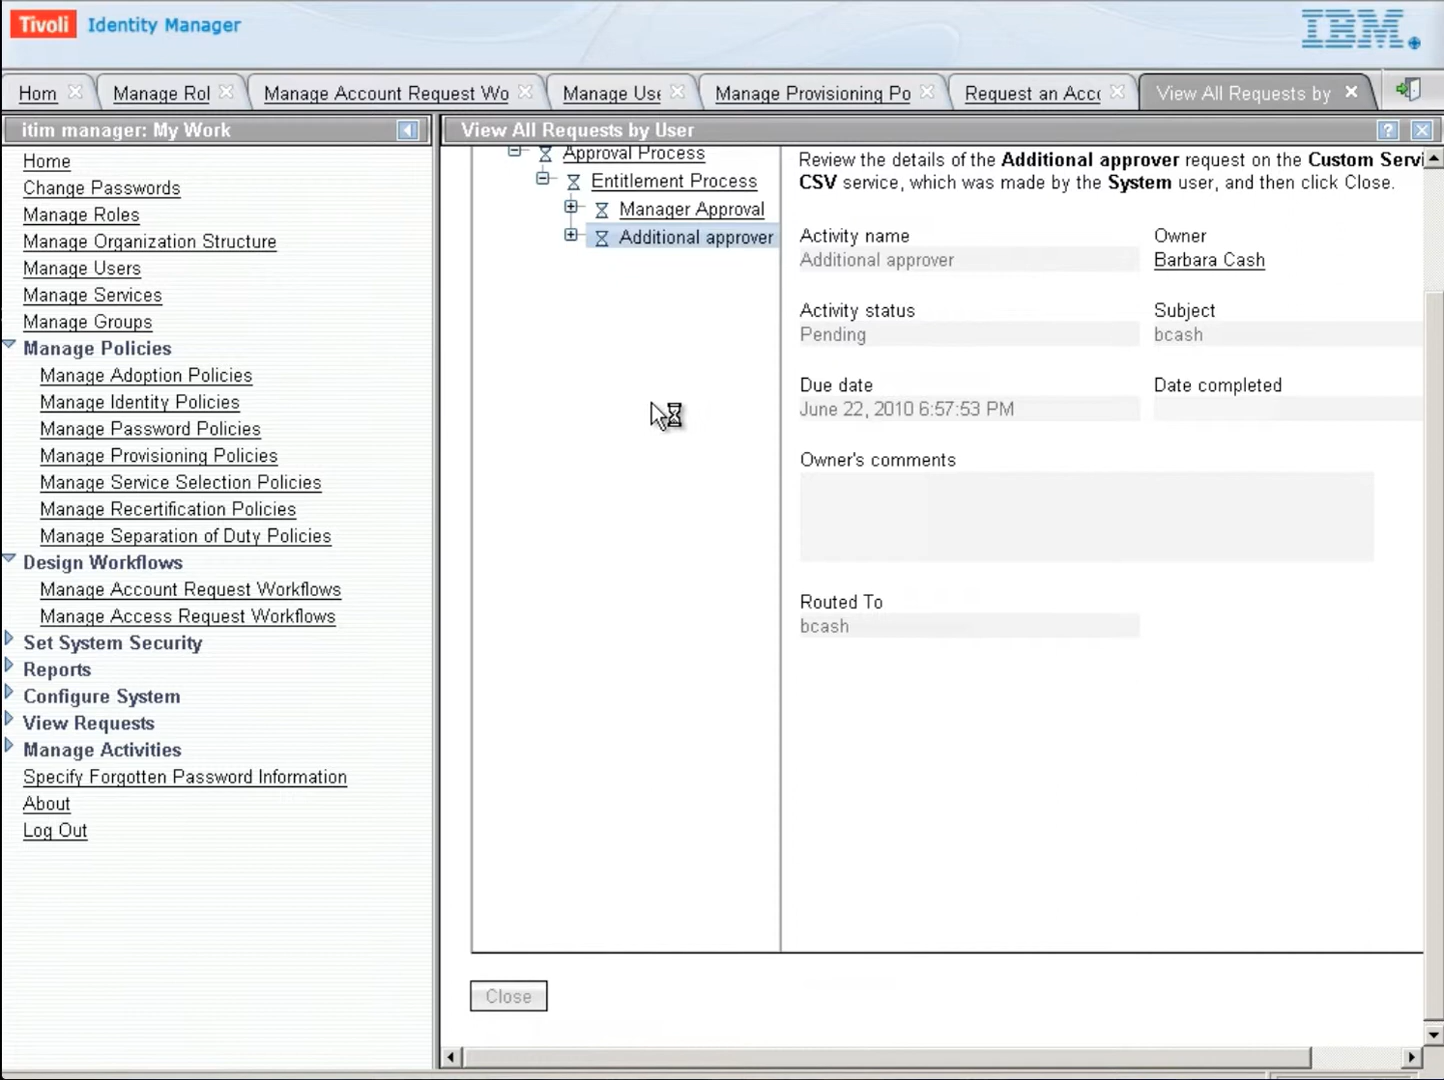 Tivoli Identity Manager
IBM.
Hom
Manage Rol
Manage Account Request Wo
Manage Use
Manage Provisioning Po
Request an Acco
View All Requests by
itim manager: My Work
Home
Change Passwords
Manage Roles
Manage Organization Structure
Manage Users
Manage Services
Manage Groups
Manage Policies
Manage Adoption Policies
Manage Identity Policies
Manage Password Policies
Manage Provisioning Policies
Manage Service Selection Policies
Manage Recertification Policies
Manage Separation of Duty Policies
Design Workflows
Manage Account Request Workflows
Manage Access Request Workflows
Set System Security
Reports
Configure System
View Requests
Manage Activities
Specify Forgotten Password Information
About
Log Out
View All Requests by User
?
Approval Process
Entitlement Process
Manager Approval
Additional approver
Review the details of the Additional approver request on the Custom Servi
CSV service, which was made by the System user, and then click Close.
Activity name
Additional approver
Owner
Barbara Cash
Activity status
Pending
Subject
bcash
Due date
June 22, 2010 6:57:53 PM
Date completed
Owner's comments
Routed To
bcash
Close